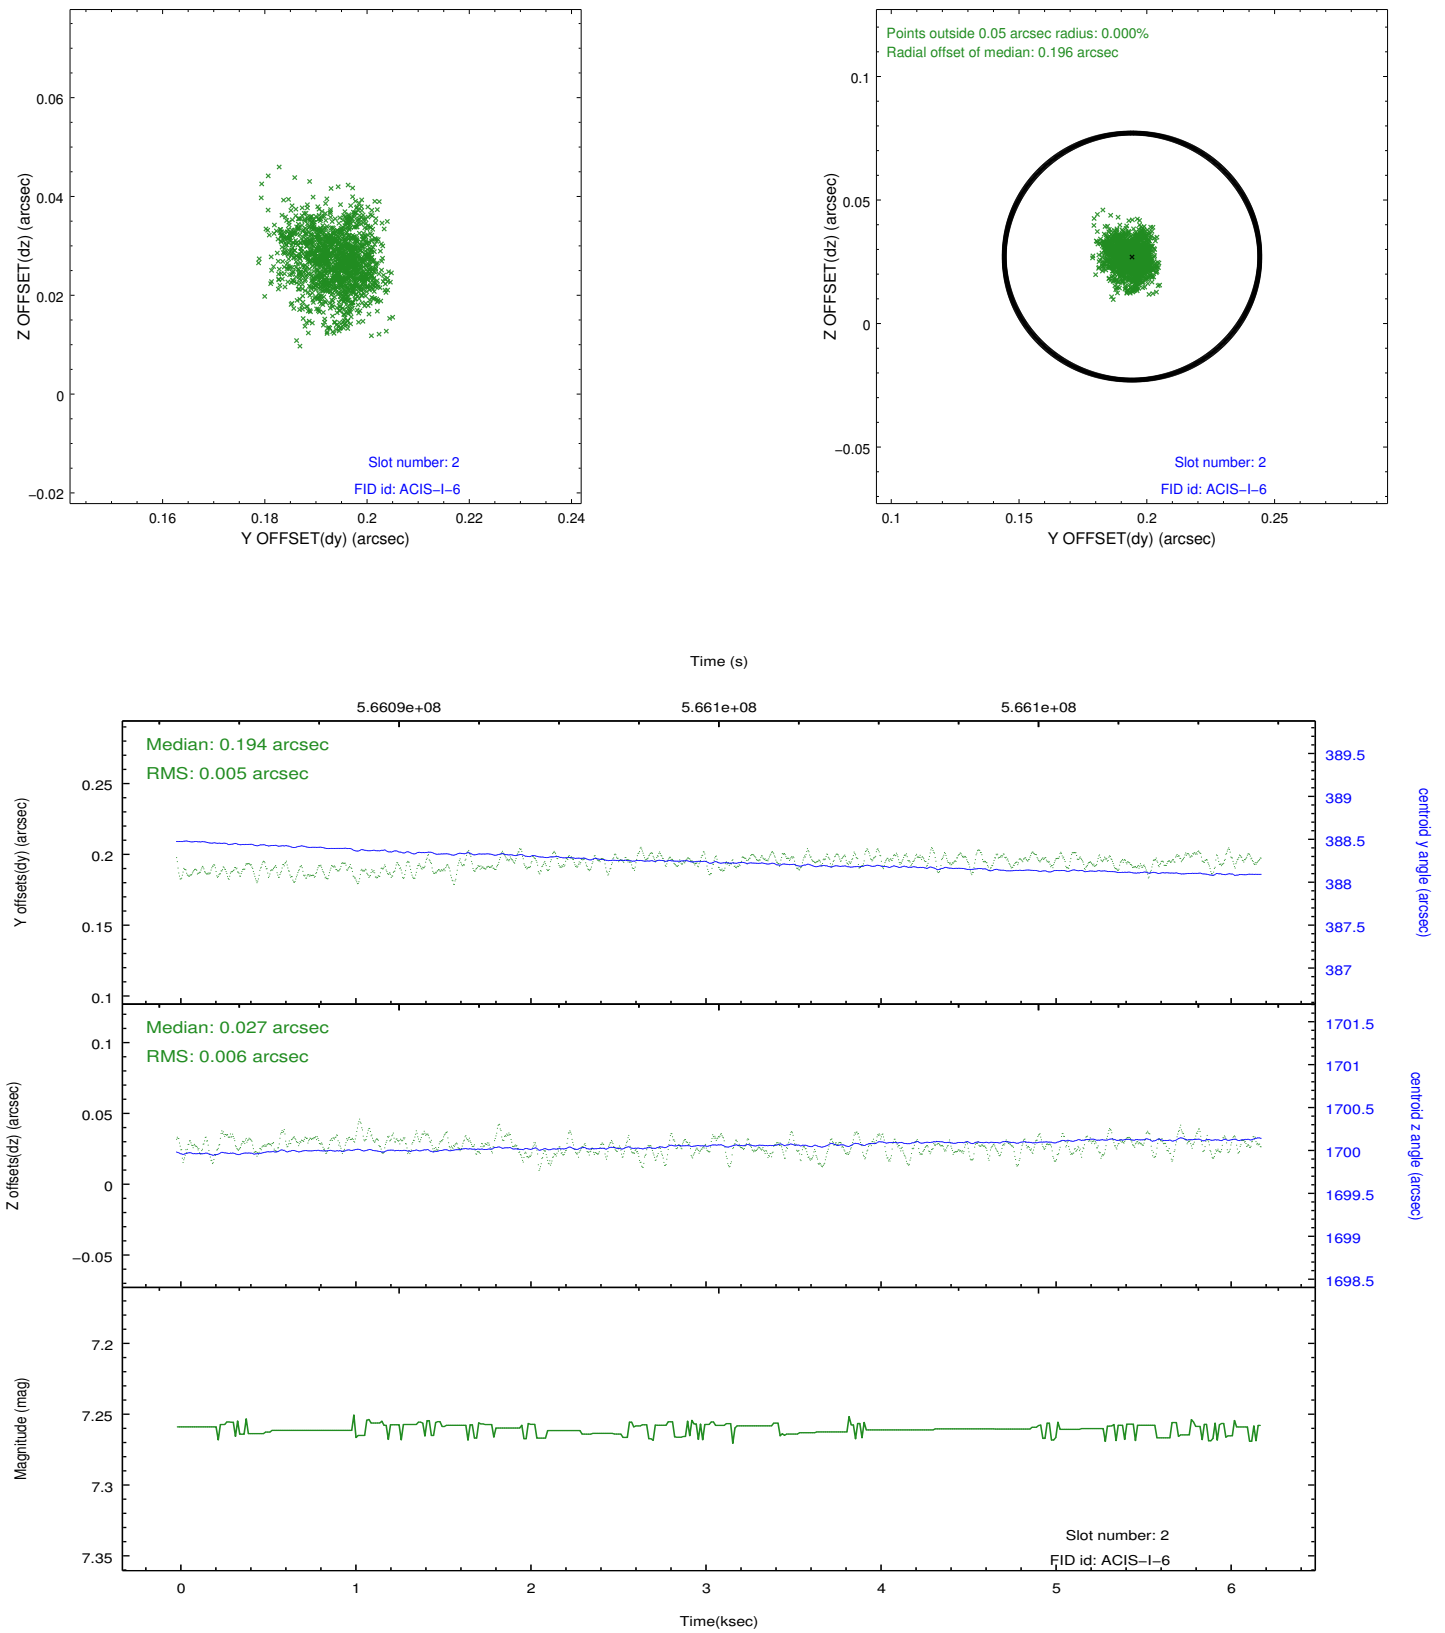 0.06
0.04
0.02
0
−0.02
Z OFFSET(dz) (arcsec)
Slot number: 2
FID id: ACIS−I−6
0.16 0.18 0.2 0.22 0.24
Y OFFSET(dy) (arcsec)
Points outside 0.05 arcsec radius: 0.000%
Radial offset of median: 0.196 arcsec
0.1
0.05
0
−0.05
Z OFFSET(dz) (arcsec)
Slot number: 2
FID id: ACIS−I−6
0.1 0.15 0.2 0.25
Y OFFSET(dy) (arcsec)
Time (s)
5.6609e+08 5.661e+08 5.661e+08
Median: 0.194 arcsec
RMS: 0.005 arcsec
0.25
0.2
0.15
0.1
Y offsets(dy) (arcsec)
389.5
389
388.5
388
387.5
387
centroid y angle (arcsec)
Median: 0.027 arcsec
RMS: 0.006 arcsec
0.1
0.05
0
−0.05
Z offsets(dz) (arcsec)
1701.5
1701
1700.5
1700
1699.5
1699
1698.5
centroid z angle (arcsec)
7.2
7.25
7.3
7.35
Magnitude (mag)
Slot number: 2
FID id: ACIS−I−6
0 1 2 3 4 5 6
Time(ksec)